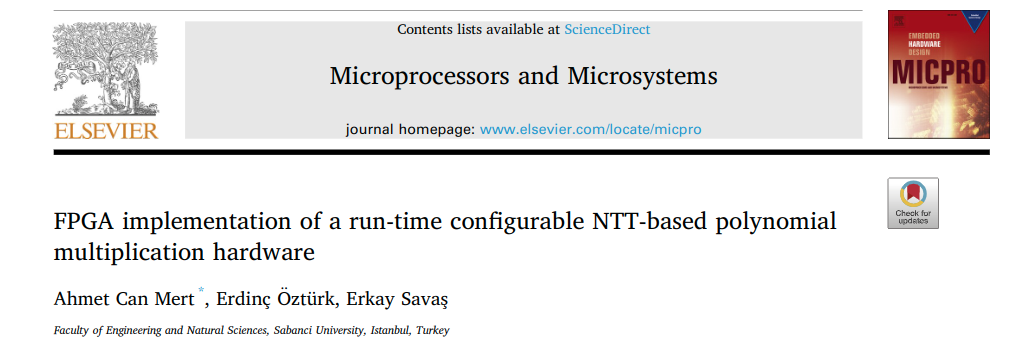 Contents lists available at ScienceDirect
Microprocessors and Microsystems
journal homepage: www.elsevier.com/locate/micpro
ELSEVIER
EMBEDDED
HARDWARE
DESIGN
MICPRO
Check for
updates
FPGA implementation of a run-time configurable NTT-based polynomial
multiplication hardware
Ahmet Can Mert *, Erdinç Öztürk, Erkay Savaş
Faculty of Engineering and Natural Sciences, Sabanci University, Istanbul, Turkey